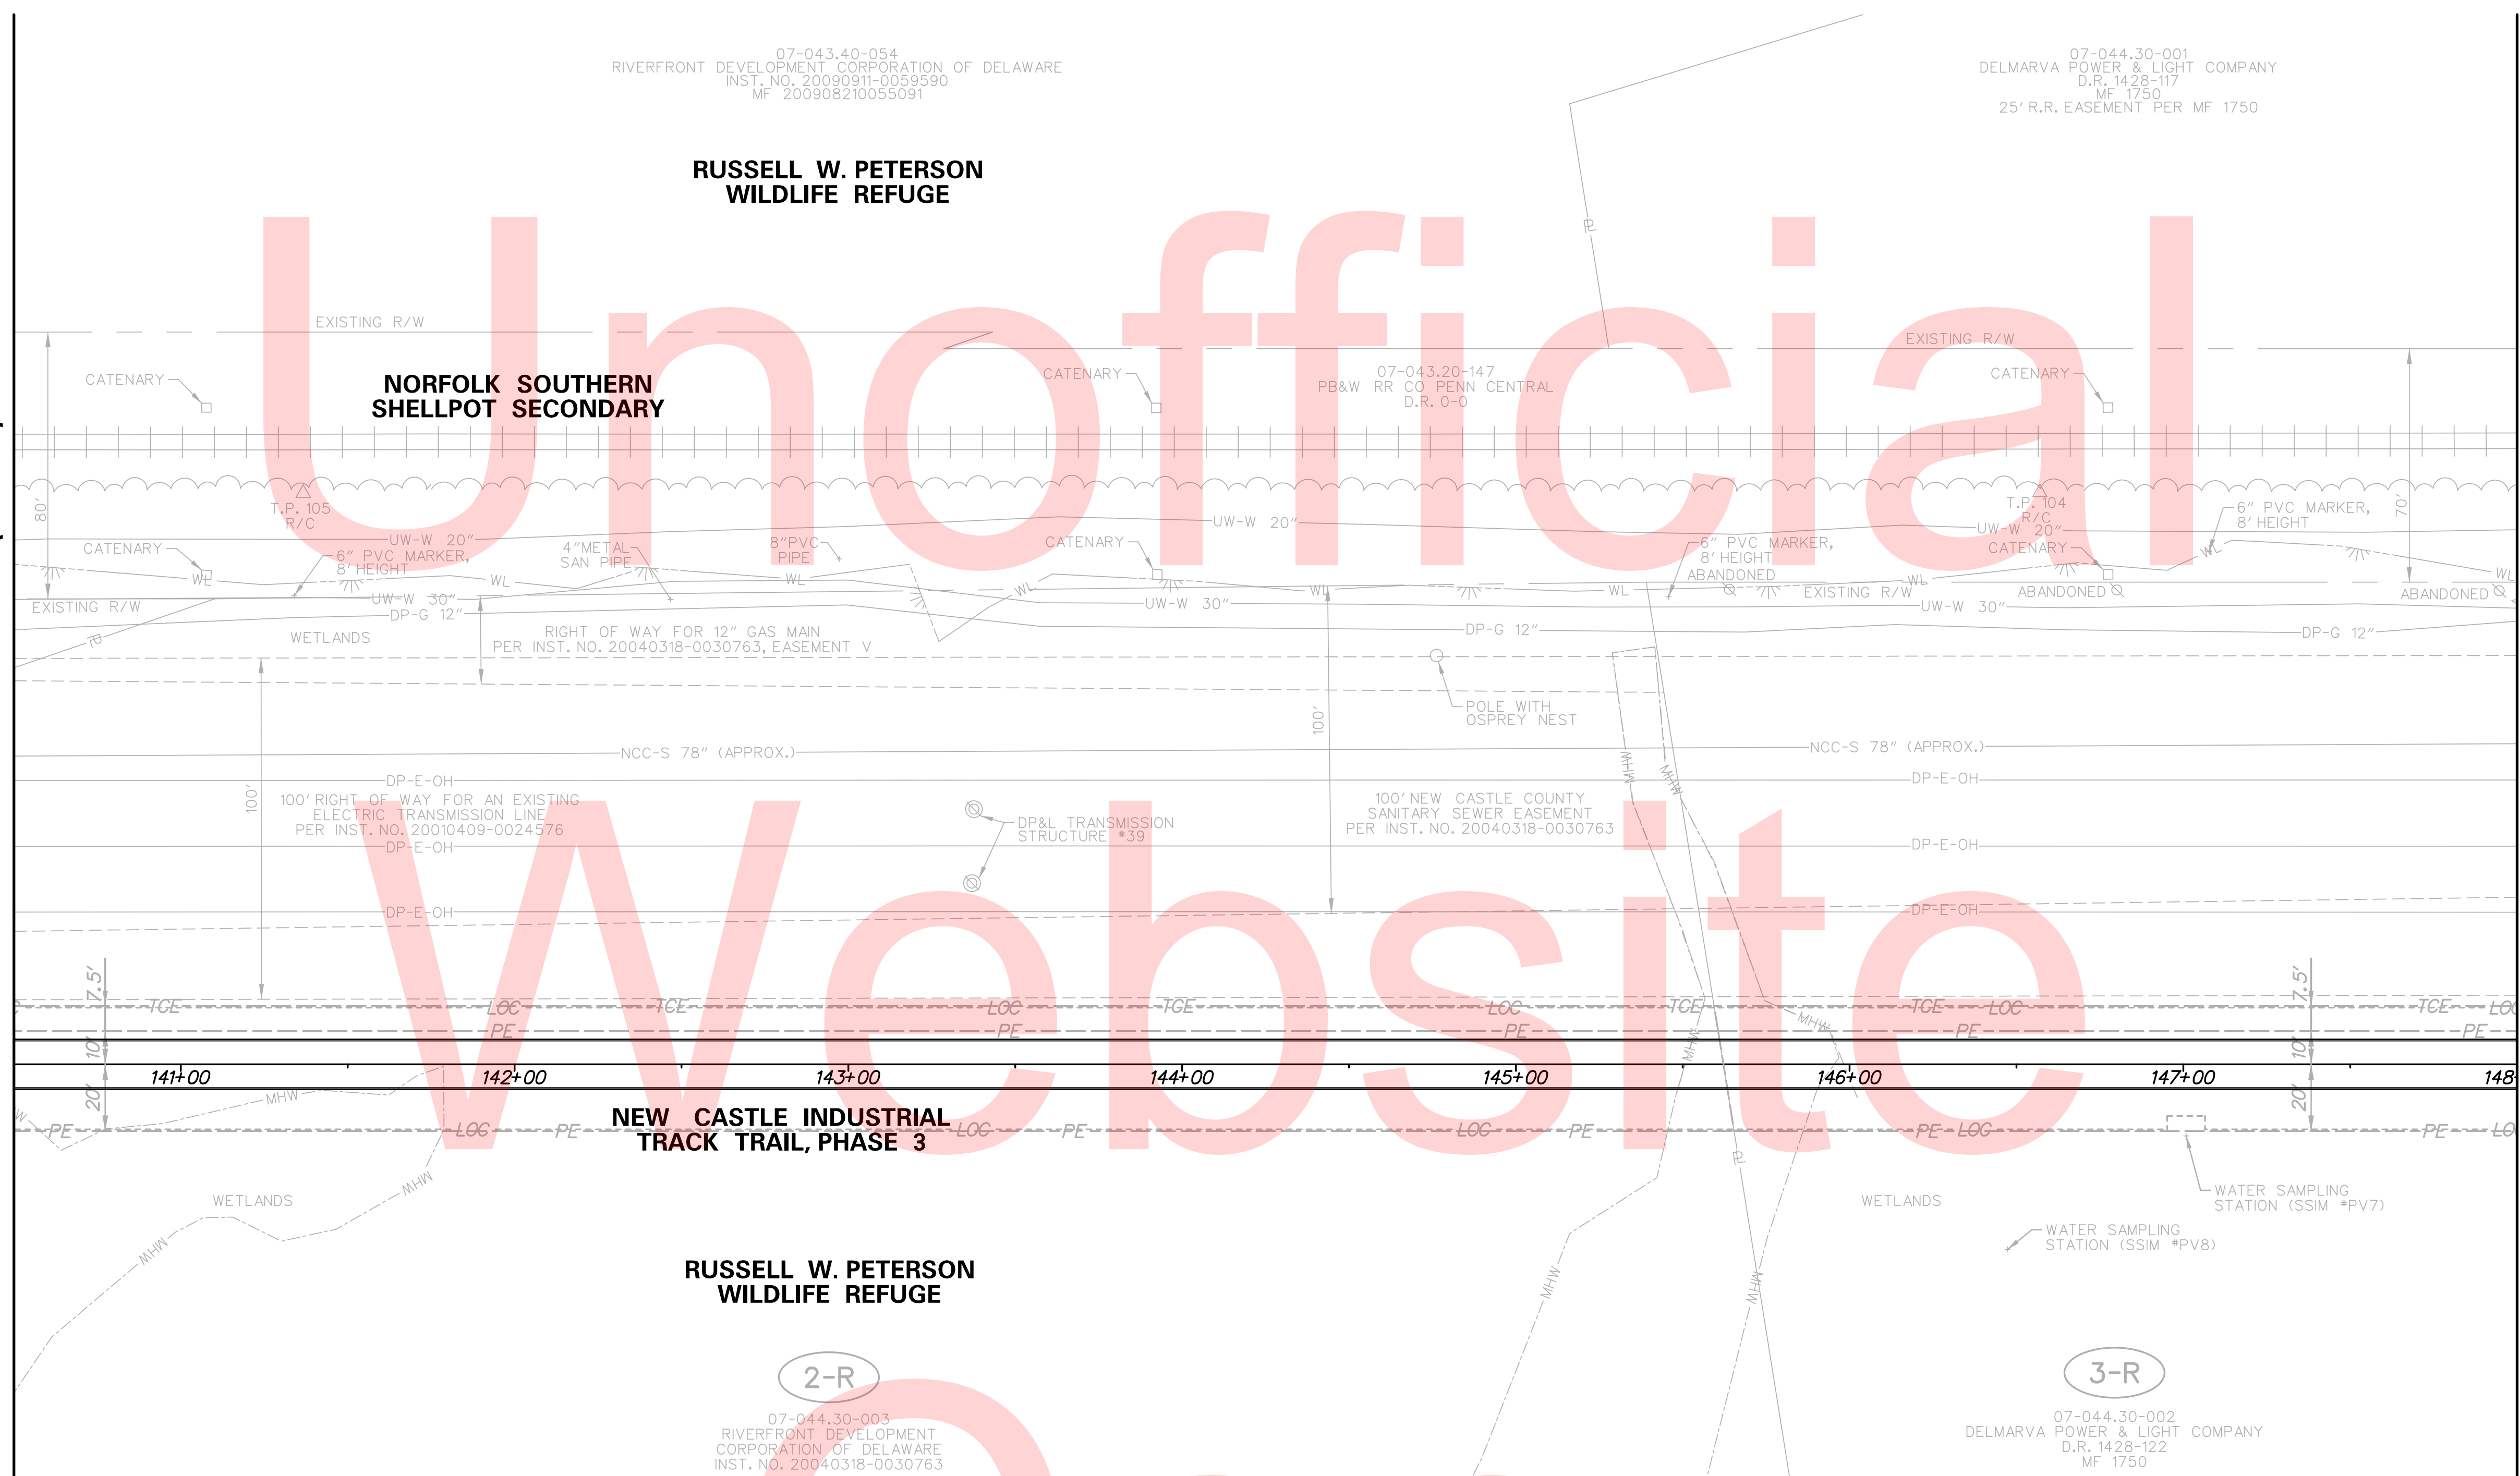 07-043.40-054
RIVERFRONT DEVELOPMENT CORPORATION OF DELAWARE
INST. NO. 20090911-0059590
MF 200908210055091
07-044.30-001
DELMARVA POWER & LIGHT COMPANY
D.R. 1428-117
MF 1750
25' R.R. EASEMENT PER MF 1750
RUSSELL W. PETERSON
WILDLIFE REFUGE
Unofficial
PL
EXISTING R/W
EXISTING R/W
CATENARY
NORFOLK SOUTHERN
SHELLPOT SECONDARY
CATENARY
07-043.20-147
PB&W RR CO PENN CENTRAL
D.R. 0-0
CATENARY
80'
T.P. 105
R/C
T.P. 104
R/C
6" PVC MARKER,
8' HEIGHT
70'
UW-W 20"
UW-W 20"
UW-W 20"
CATENARY
6" PVC MARKER,
8' HEIGHT
4"METAL
SAN PIPE
8"PVC
PIPE
CATENARY
6" PVC MARKER,
8' HEIGHT
CATENARY
WL
WL
WL
WL
WL
WL
WL
WL
WL
ABANDONED
ABANDONED
ABANDONED
EXISTING R/W
EXISTING R/W
UW-W 30"
UW-W 30"
UW-W 30"
DP-G 12"
DP-G 12"
DP-G 12"
PL
WETLANDS
RIGHT OF WAY FOR 12" GAS MAIN
PER INST. NO. 20040318-0030763, EASEMENT V
POLE WITH
OSPREY NEST
100'
100'
NCC-S 78" (APPROX.)
NCC-S 78" (APPROX.)
MHW
MHW
DP-E-OH
DP-E-OH
100' RIGHT OF WAY FOR AN EXISTING
ELECTRIC TRANSMISSION LINE
PER INST. NO. 20010409-0024576
DP&L TRANSMISSION
STRUCTURE #39
100' NEW CASTLE COUNTY
SANITARY SEWER EASEMENT
PER INST. NO. 20040318-0030763
DP-E-OH
DP-E-OH
DP-E-OH
DP-E-OH
Website
7.5'
7.5'
TCE LOC TCE LOC TCE LOC TCE TCE LOC TCE LOC
PE PE PE PE PE
MHW
MHW
10'
10'
141+00 142+00 143+00 144+00 145+00 146+00 147+00 148
20'
20'
MHW
PE LOC PE LOC PE LOC PE PE LOC PE LO
NEW CASTLE INDUSTRIAL
TRACK TRAIL, PHASE 3
PL
MHW
WETLANDS
WETLANDS
WATER SAMPLING
STATION (SSIM #PV7)
WATER SAMPLING
STATION (SSIM #PV8)
MHW
MHW
MHW
RUSSELL W. PETERSON
WILDLIFE REFUGE
2-R
07-044.30-003
RIVERFRONT DEVELOPMENT
CORPORATION OF DELAWARE
INST. NO. 20040318-0030763
3-R
07-044.30-002
DELMARVA POWER & LIGHT COMPANY
D.R. 1428-122
MF 1750